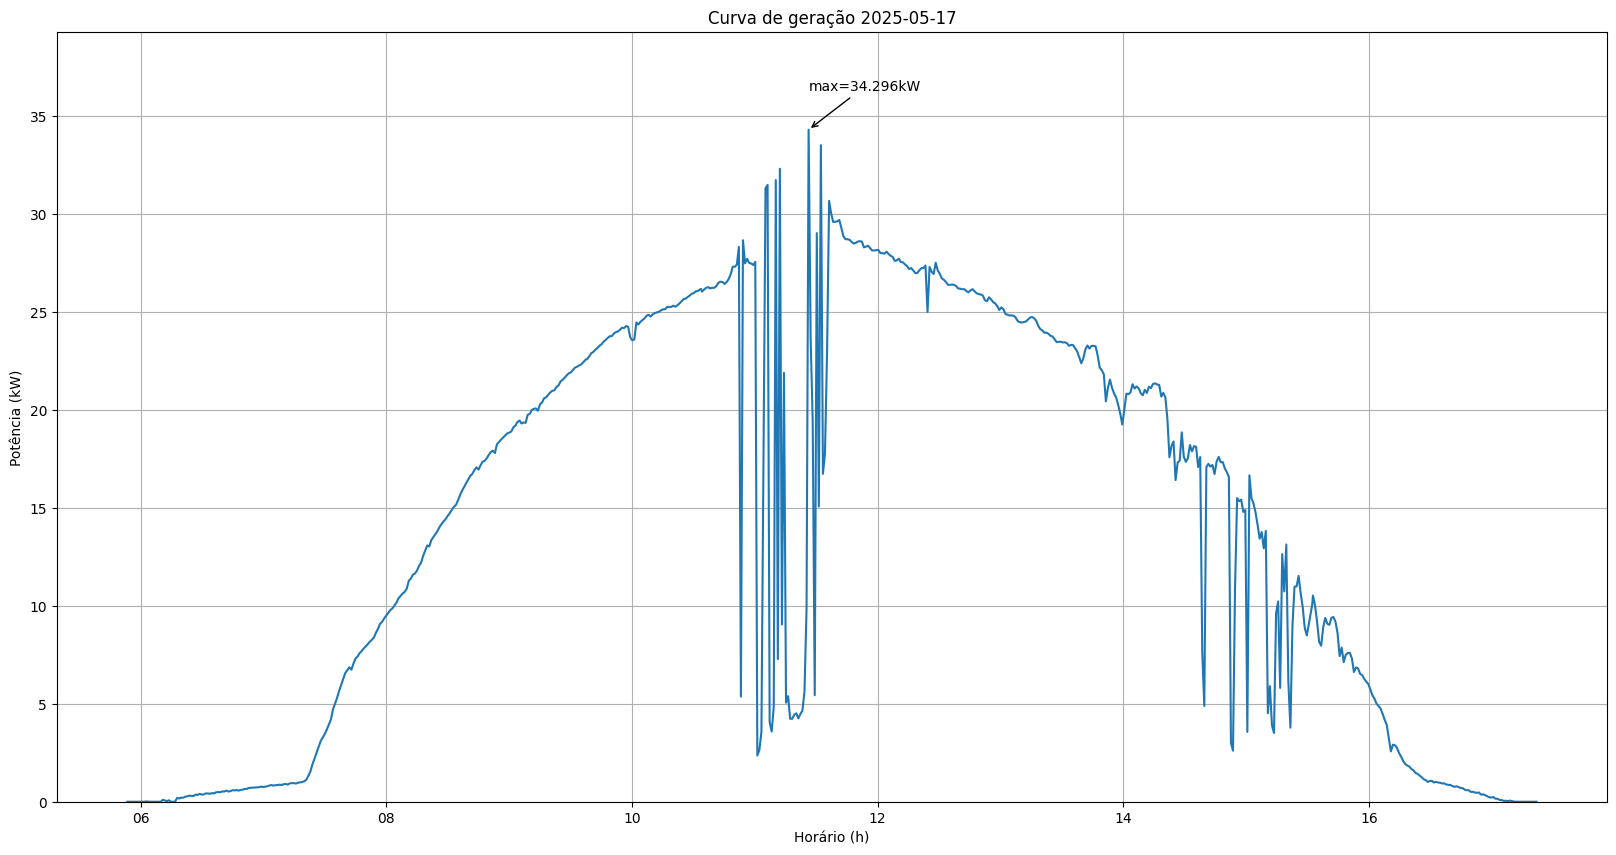 Curva de geração 2025-05-17
max=34.296kW
Potência (kW)
35
30
25
20
15
10
5
0
06 08 10 12 14 16
Horário (h)